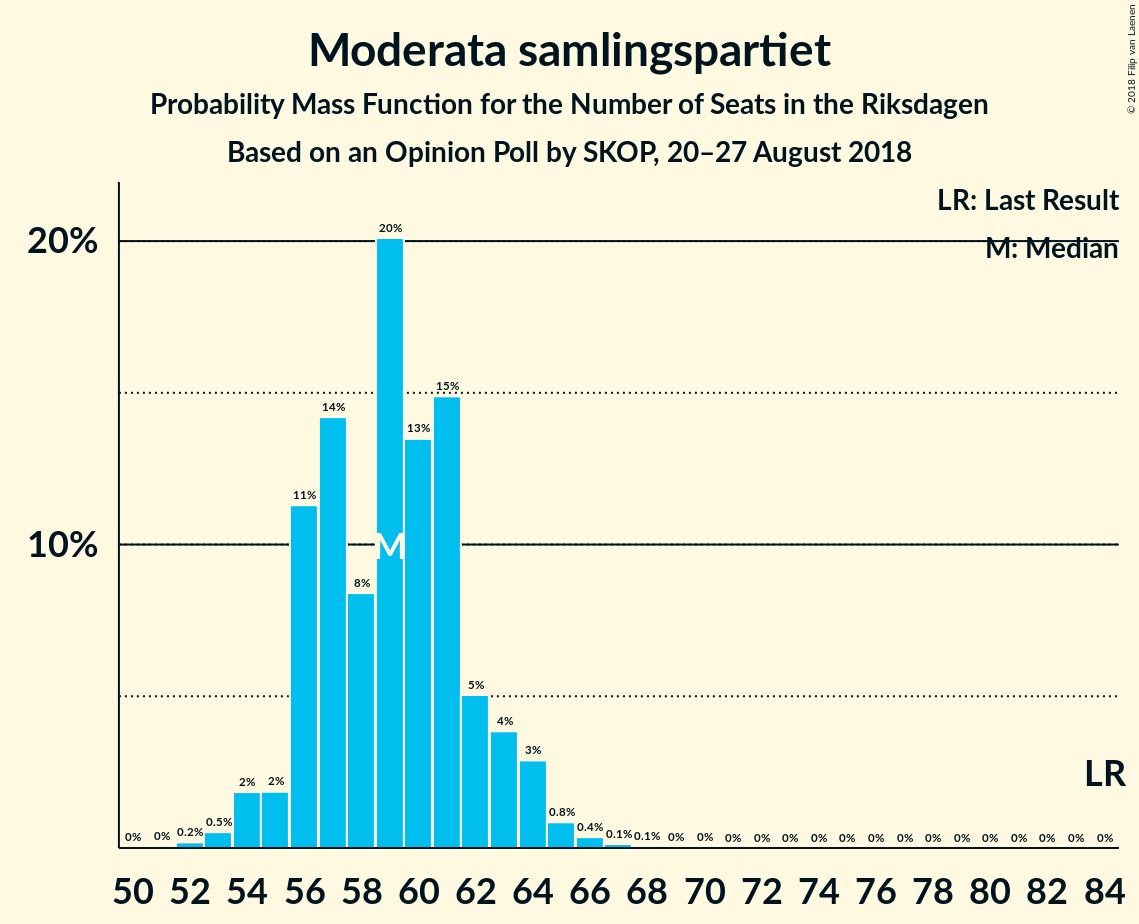 Moderata samlingspartiet
Probability Mass Function for the Number of Seats in the Riksdagen
Based on an Opinion Poll by SKOP, 20–27 August 2018
© 2018 Filip van Laenen
LR: Last Result
M: Median
20%
10%
0% 0% 0.2% 0.5% 2% 2% 11% 14% 8% 20% 13% 15% 5% 4% 3% 0.8% 0.4% 0.1% 0.1% 0% 0% 0% 0% 0% 0% 0% 0% 0% 0% 0% 0% 0% 0% 0% 0%
M
LR
50 52 54 56 58 60 62 64 66 68 70 72 74 76 78 80 82 84